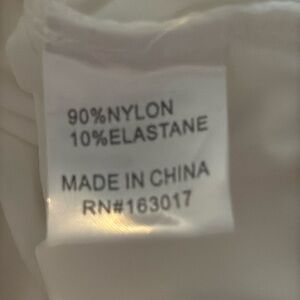 90%NYLON
10%ELASTANE
MADE IN CHINA
RN#163017